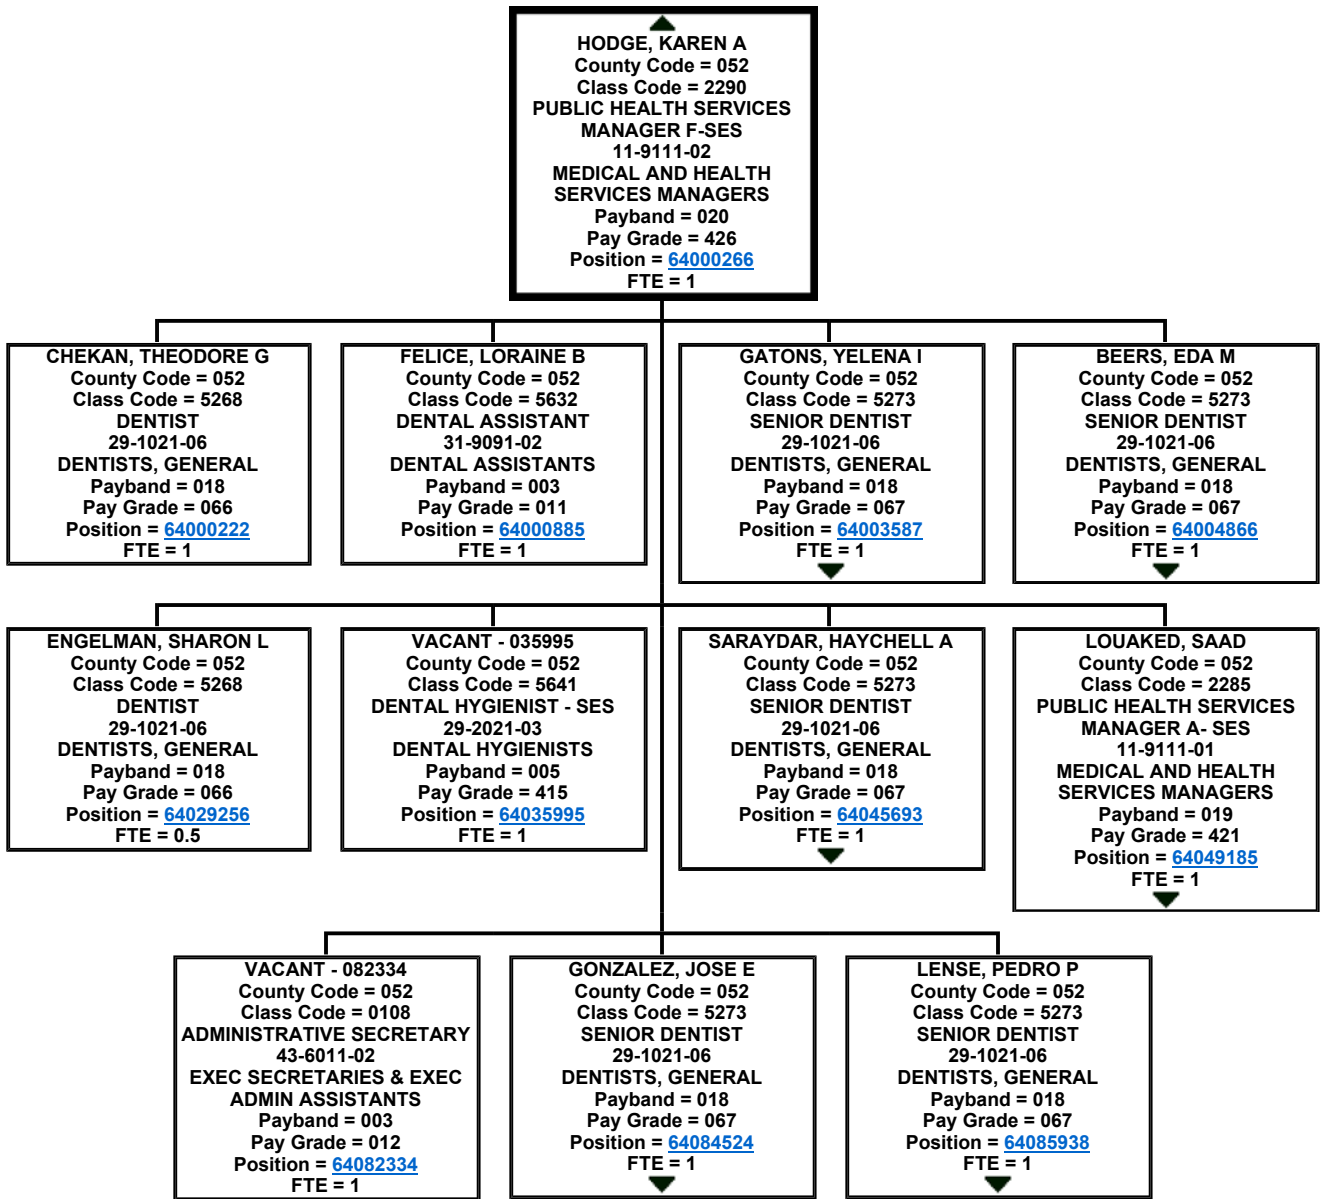 HODGE, KAREN A
County Code = 052
Class Code = 2290
PUBLIC HEALTH SERVICES
MANAGER F-SES
11-9111-02
MEDICAL AND HEALTH
SERVICES MANAGERS
Payband = 020
Pay Grade = 426
Position = 64000266
FTE = 1
CHEKAN, THEODORE G
County Code = 052
Class Code = 5268
DENTIST
29-1021-06
DENTISTS, GENERAL
Payband = 018
Pay Grade = 066
Position = 64000222
FTE = 1
FELICE, LORAINE B
County Code = 052
Class Code = 5632
DENTAL ASSISTANT
31-9091-02
DENTAL ASSISTANTS
Payband = 003
Pay Grade = 011
Position = 64000885
FTE = 1
GATONS, YELENA I
County Code = 052
Class Code = 5273
SENIOR DENTIST
29-1021-06
DENTISTS, GENERAL
Payband = 018
Pay Grade = 067
Position = 64003587
FTE = 1
BEERS, EDA M
County Code = 052
Class Code = 5273
SENIOR DENTIST
29-1021-06
DENTISTS, GENERAL
Payband = 018
Pay Grade = 067
Position = 64004866
FTE = 1
ENGELMAN, SHARON L
County Code = 052
Class Code = 5268
DENTIST
29-1021-06
DENTISTS, GENERAL
Payband = 018
Pay Grade = 066
Position = 64029256
FTE = 0.5
VACANT - 035995
County Code = 052
Class Code = 5641
DENTAL HYGIENIST - SES
29-2021-03
DENTAL HYGIENISTS
Payband = 005
Pay Grade = 415
Position = 64035995
FTE = 1
SARAYDAR, HAYCHELL A
County Code = 052
Class Code = 5273
SENIOR DENTIST
29-1021-06
DENTISTS, GENERAL
Payband = 018
Pay Grade = 067
Position = 64045693
FTE = 1
LOUAKED, SAAD
County Code = 052
Class Code = 2285
PUBLIC HEALTH SERVICES
MANAGER A- SES
11-9111-01
MEDICAL AND HEALTH
SERVICES MANAGERS
Payband = 019
Pay Grade = 421
Position = 64049185
FTE = 1
VACANT - 082334
County Code = 052
Class Code = 0108
ADMINISTRATIVE SECRETARY
43-6011-02
EXEC SECRETARIES & EXEC
ADMIN ASSISTANTS
Payband = 003
Pay Grade = 012
Position = 64082334
FTE = 1
GONZALEZ, JOSE E
County Code = 052
Class Code = 5273
SENIOR DENTIST
29-1021-06
DENTISTS, GENERAL
Payband = 018
Pay Grade = 067
Position = 64084524
FTE = 1
LENSE, PEDRO P
County Code = 052
Class Code = 5273
SENIOR DENTIST
29-1021-06
DENTISTS, GENERAL
Payband = 018
Pay Grade = 067
Position = 64085938
FTE = 1